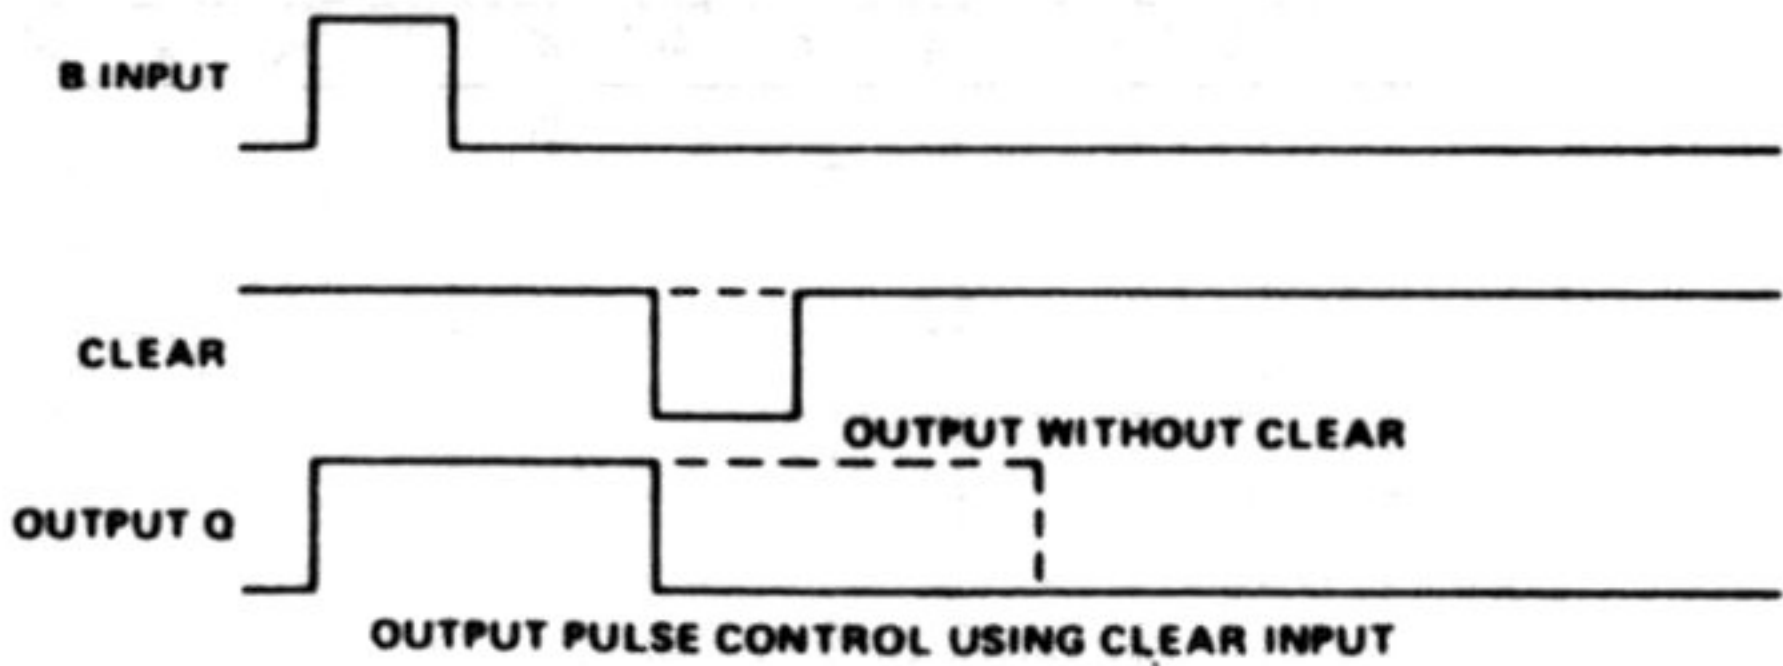 B INPUT
CLEAR
OUTPUT WITHOUT CLEAR
OUTPUT Q
OUTPUT PULSE CONTROL USING CLEAR INPUT